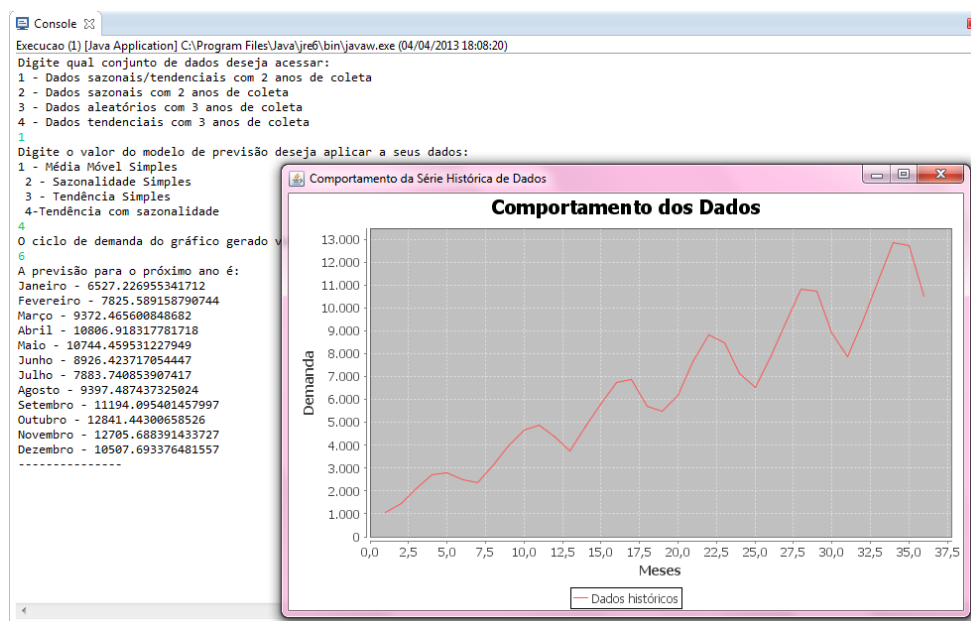 Console
Execucao (1) [Java Application] C:\Program Files\Java\jre6\bin\javaw.exe (04/04/2013 18:08:20)
Digite qual conjunto de dados deseja acessar:
1 - Dados sazonais/tendenciais com 2 anos de coleta
2 - Dados sazonais com 2 anos de coleta
3 - Dados aleatórios com 3 anos de coleta
4 - Dados tendenciais com 3 anos de coleta
1
Digite o valor do modelo de previsão deseja aplicar a seus dados:
1 - Média Móvel Simples
2 - Sazonalidade Simples
3 - Tendência Simples
4-Tendência com sazonalidade
4
O ciclo de demanda do gráfico gerado v
6
A previsão para o próximo ano é:
Janeiro - 6527.226955341712
Fevereiro - 7825.589158790744
Março - 9372.465600848682
Abril - 10806.918317781718
Maio - 10744.459531227949
Junho - 8926.423717054447
Julho - 7883.740853907417
Agosto - 9397.487437325024
Setembro - 11194.095401457997
Outubro - 12841.44300658526
Novembro - 12705.688391433727
Dezembro - 10507.693376481557
---------------
Comportamento da Série Histórica de Dados
Comportamento dos Dados
Demanda
13.000
12.000
11.000
10.000
9.000
8.000
7.000
6.000
5.000
4.000
3.000
2.000
1.000
0
0,0 2,5 5,0 7,5 10,0 12,5 15,0 17,5 20,0 22,5 25,0 27,5 30,0 32,5 35,0 37,5
Meses
Dados históricos